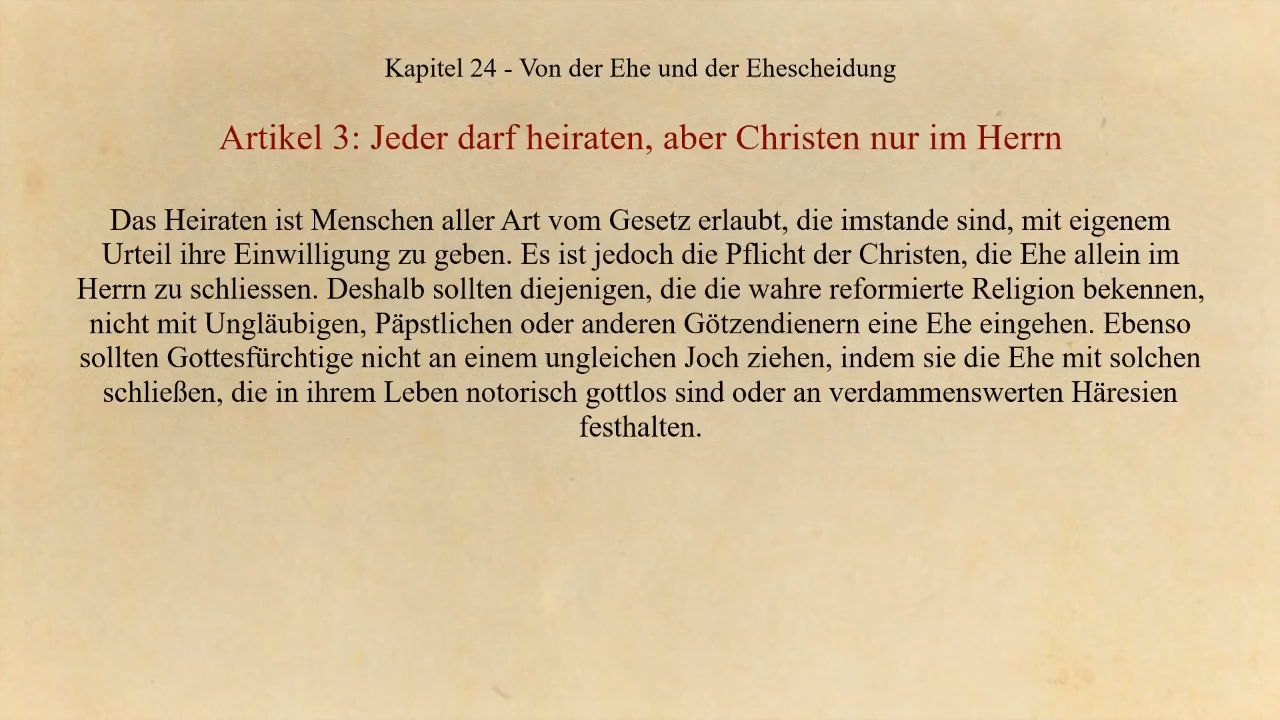 Kapitel 24 - Von der Ehe und der Ehescheidung
Artikel 3: Jeder darf heiraten, aber Christen nur im Herrn
Das Heiraten ist Menschen aller Art vom Gesetz erlaubt, die imstande sind, mit eigenem
Urteil ihre Einwilligung zu geben. Es ist jedoch die Pflicht der Christen, die Ehe allein im
Herrn zu schliessen. Deshalb sollten diejenigen, die die wahre reformierte Religion bekennen,
nicht mit Ungläubigen, Päpstlichen oder anderen Götzendienern eine Ehe eingehen. Ebenso
sollten Gottesfürchtige nicht an einem ungleichen Joch ziehen, indem sie die Ehe mit solchen
schließen, die in ihrem Leben notorisch gottlos sind oder an verdammenswerten Häresien
festhalten.